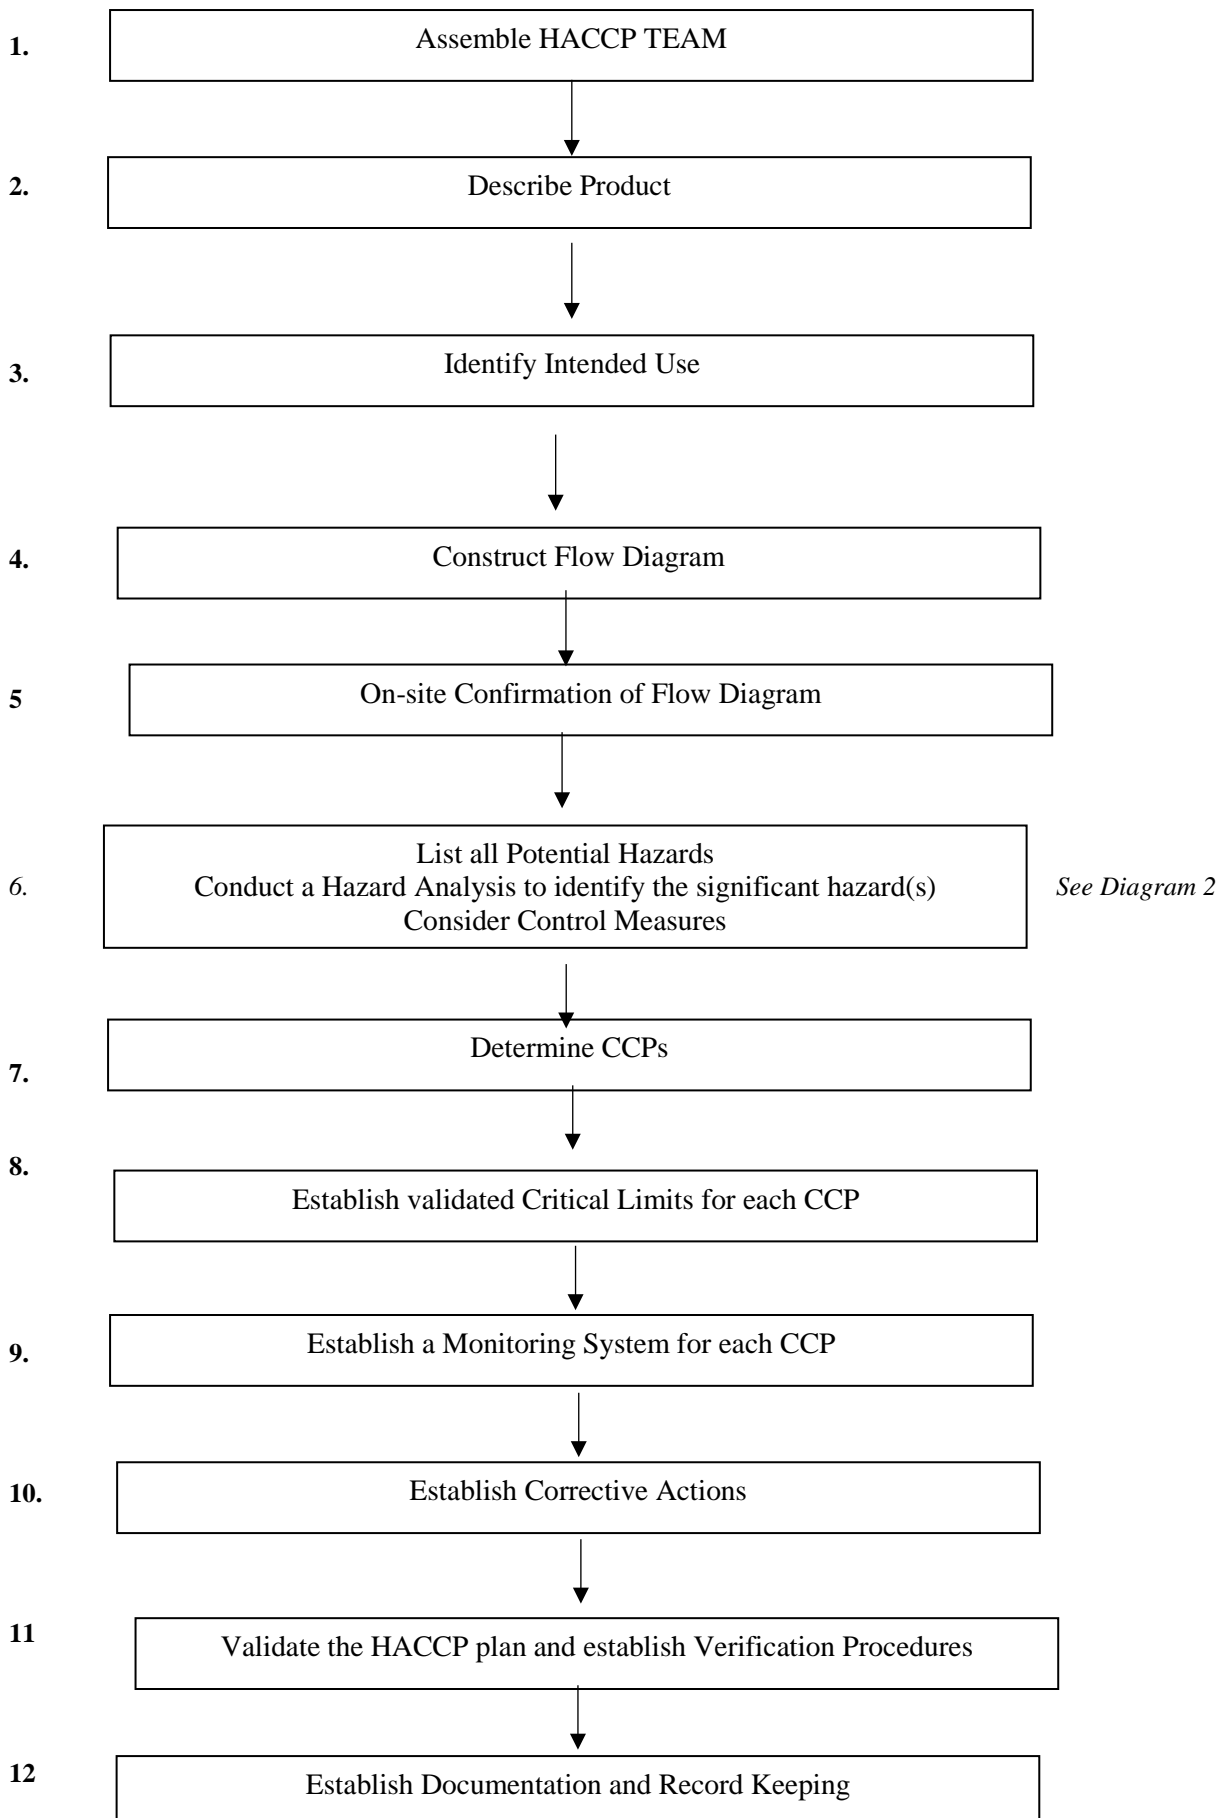 1.
Assemble HACCP TEAM
2.
Describe Product
3.
Identify Intended Use
4.
Construct Flow Diagram
5
On-site Confirmation of Flow Diagram
List all Potential Hazards
6.
Conduct a Hazard Analysis to identify the significant hazard(s)
See Diagram 2
Consider Control Measures
7.
Determine CCPs
8.
Establish validated Critical Limits for each CCP
9.
Establish a Monitoring System for each CCP
10.
Establish Corrective Actions
11
Validate the HACCP plan and establish Verification Procedures
12
Establish Documentation and Record Keeping